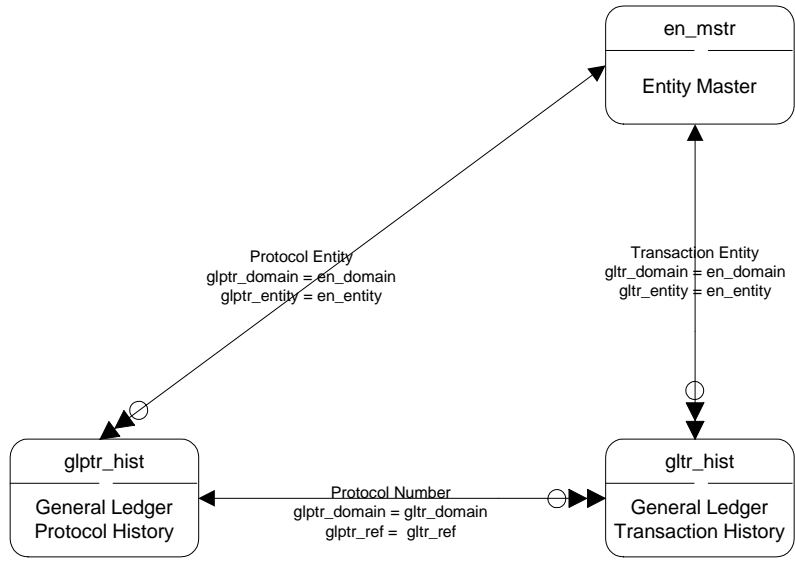 en_mstr
Entity Master
Protocol Entity
glptr_domain = en_domain
glptr_entity = en_entity
Transaction Entity
gltr_domain = en_domain
gltr_entity = en_entity
glptr_hist
General Ledger
Protocol History
Protocol Number
glptr_domain = gltr_domain
glptr_ref = gltr_ref
gltr_hist
General Ledger
Transaction History